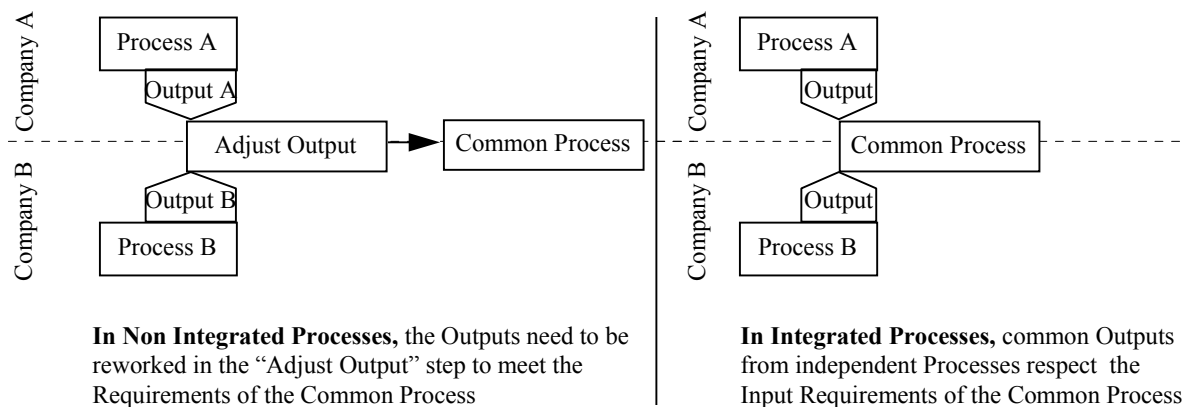 Company A
Process A
Output A
Adjust Output
Common Process
Company B
Output B
Process B
In Non Integrated Processes, the Outputs need to be
reworked in the “Adjust Output” step to meet the
Requirements of the Common Process
Company A
Process A
Output
Common Process
Company B
Output
Process B
In Integrated Processes, common Outputs
from independent Processes respect the
Input Requirements of the Common Process